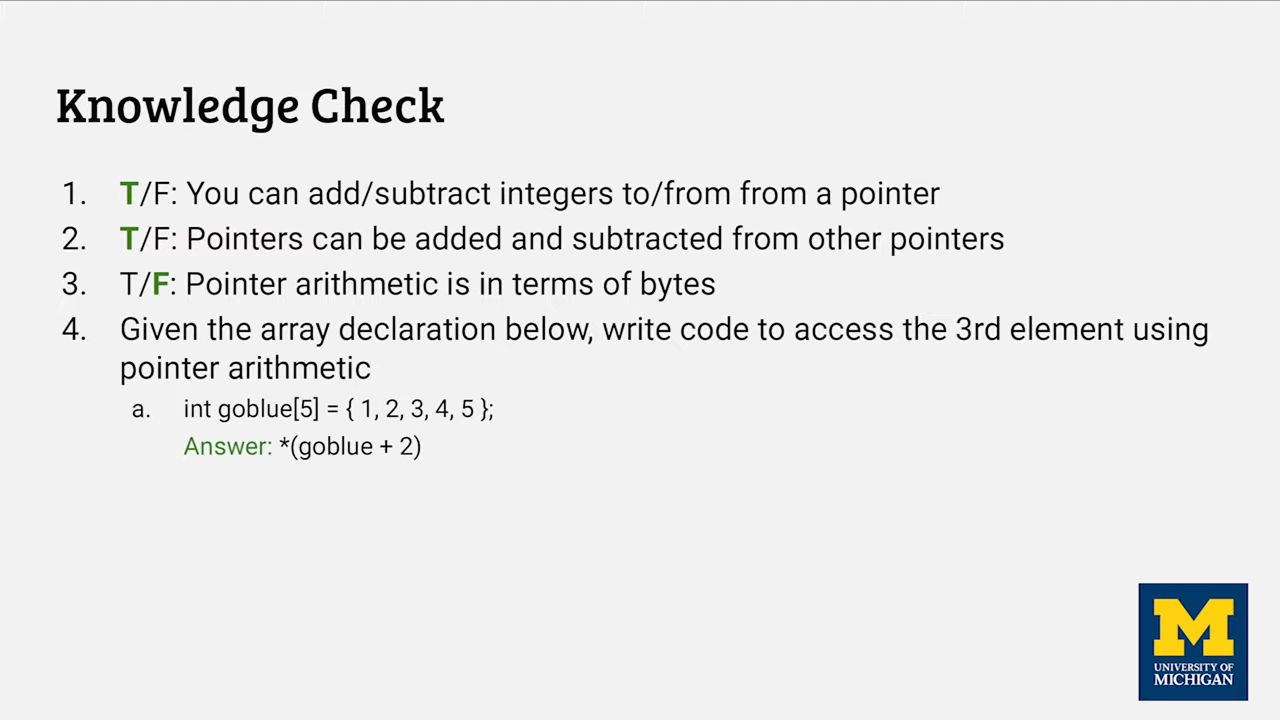 Knowledge Check
1. T/F: You can add/subtract integers to/from from a pointer
2. T/F: Pointers can be added and subtracted from other pointers
3. T/F: Pointer arithmetic is in terms of bytes
4. Given the array declaration below, write code to access the 3rd element using
pointer arithmetic
a. int goblue[5] = { 1, 2, 3, 4, 5 };
Answer: *(goblue + 2)
M
UNIVERSITY OF
MICHIGAN